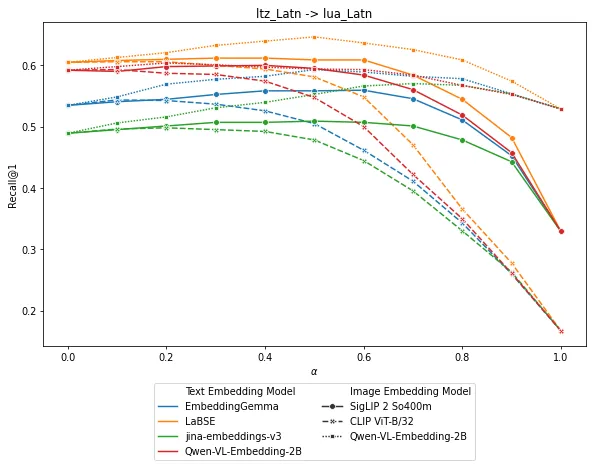 ltz_Latn -> lua_Latn
Recall@1
0.6
0.5
0.4
0.3
0.2
0.0 0.2 0.4 0.6 0.8 1.0
α
Text Embedding Model Image Embedding Model
EmbeddingGemma SigLIP 2 So400m
LaBSE CLIP ViT-B/32
jina-embeddings-v3 Qwen-VL-Embedding-2B
Qwen-VL-Embedding-2B